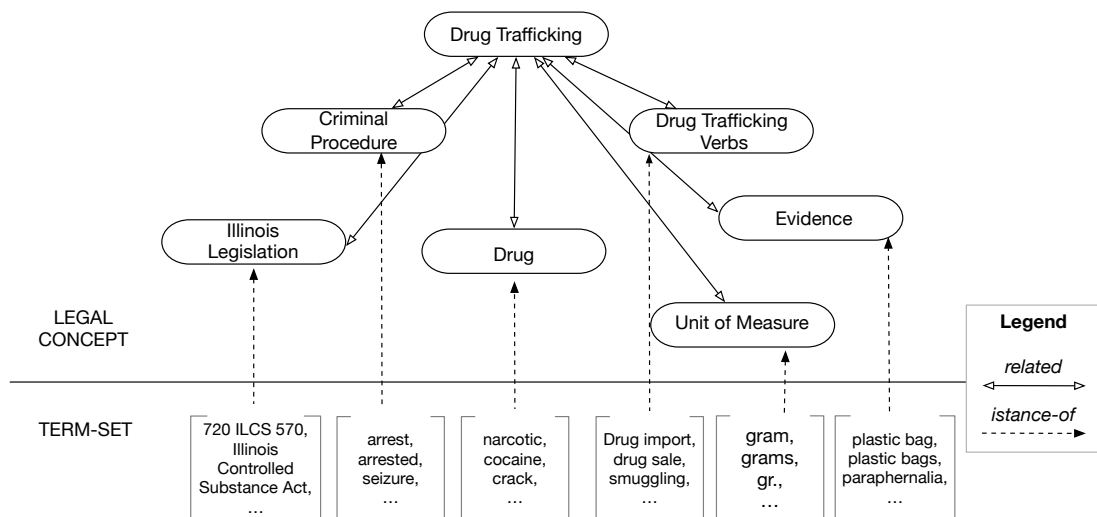 Drug Trafficking
Criminal
Procedure
Drug Trafficking
Verbs
Illinois
Legislation
Drug
Evidence
Unit of Measure
LEGAL
CONCEPT
Legend
related
istance-of
TERM-SET
720 ILCS 570,
Illinois
Controlled
Substance Act,
...
arrest,
arrested,
seizure,
...
narcotic,
cocaine,
crack,
...
Drug import,
drug sale,
smuggling,
...
gram,
grams,
gr.,
...
plastic bag,
plastic bags,
paraphernalia,
...